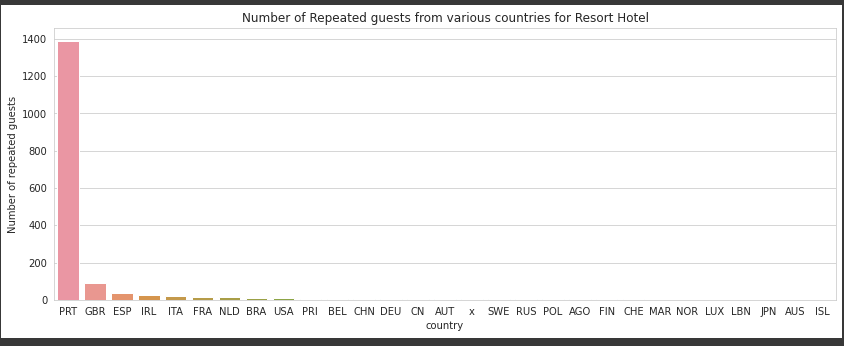 Number of Repeated guests from various countries for Resort Hotel
1400
1200
1000
800
600
400
200
0
Number of repeated guests
PRT GBR ESP IRL ITA FRA NLD BRA USA PRI BEL CHN DEU CN AUT x SWE RUS POL AGO FIN CHE MAR NOR LUX LBN JPN AUS ISL
country